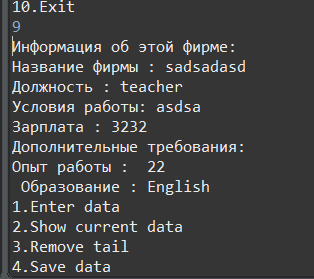 10.Exit
9
Информация об этой фирме:
Название фирмы : sadsadasd
Должность : teacher
Условия работы: asdsa
Зарплата : 3232
Дополнительные требования:
Опыт работы :  22
 Образование : English
1.Enter data
2.Show current data
3.Remove tail
4.Save data